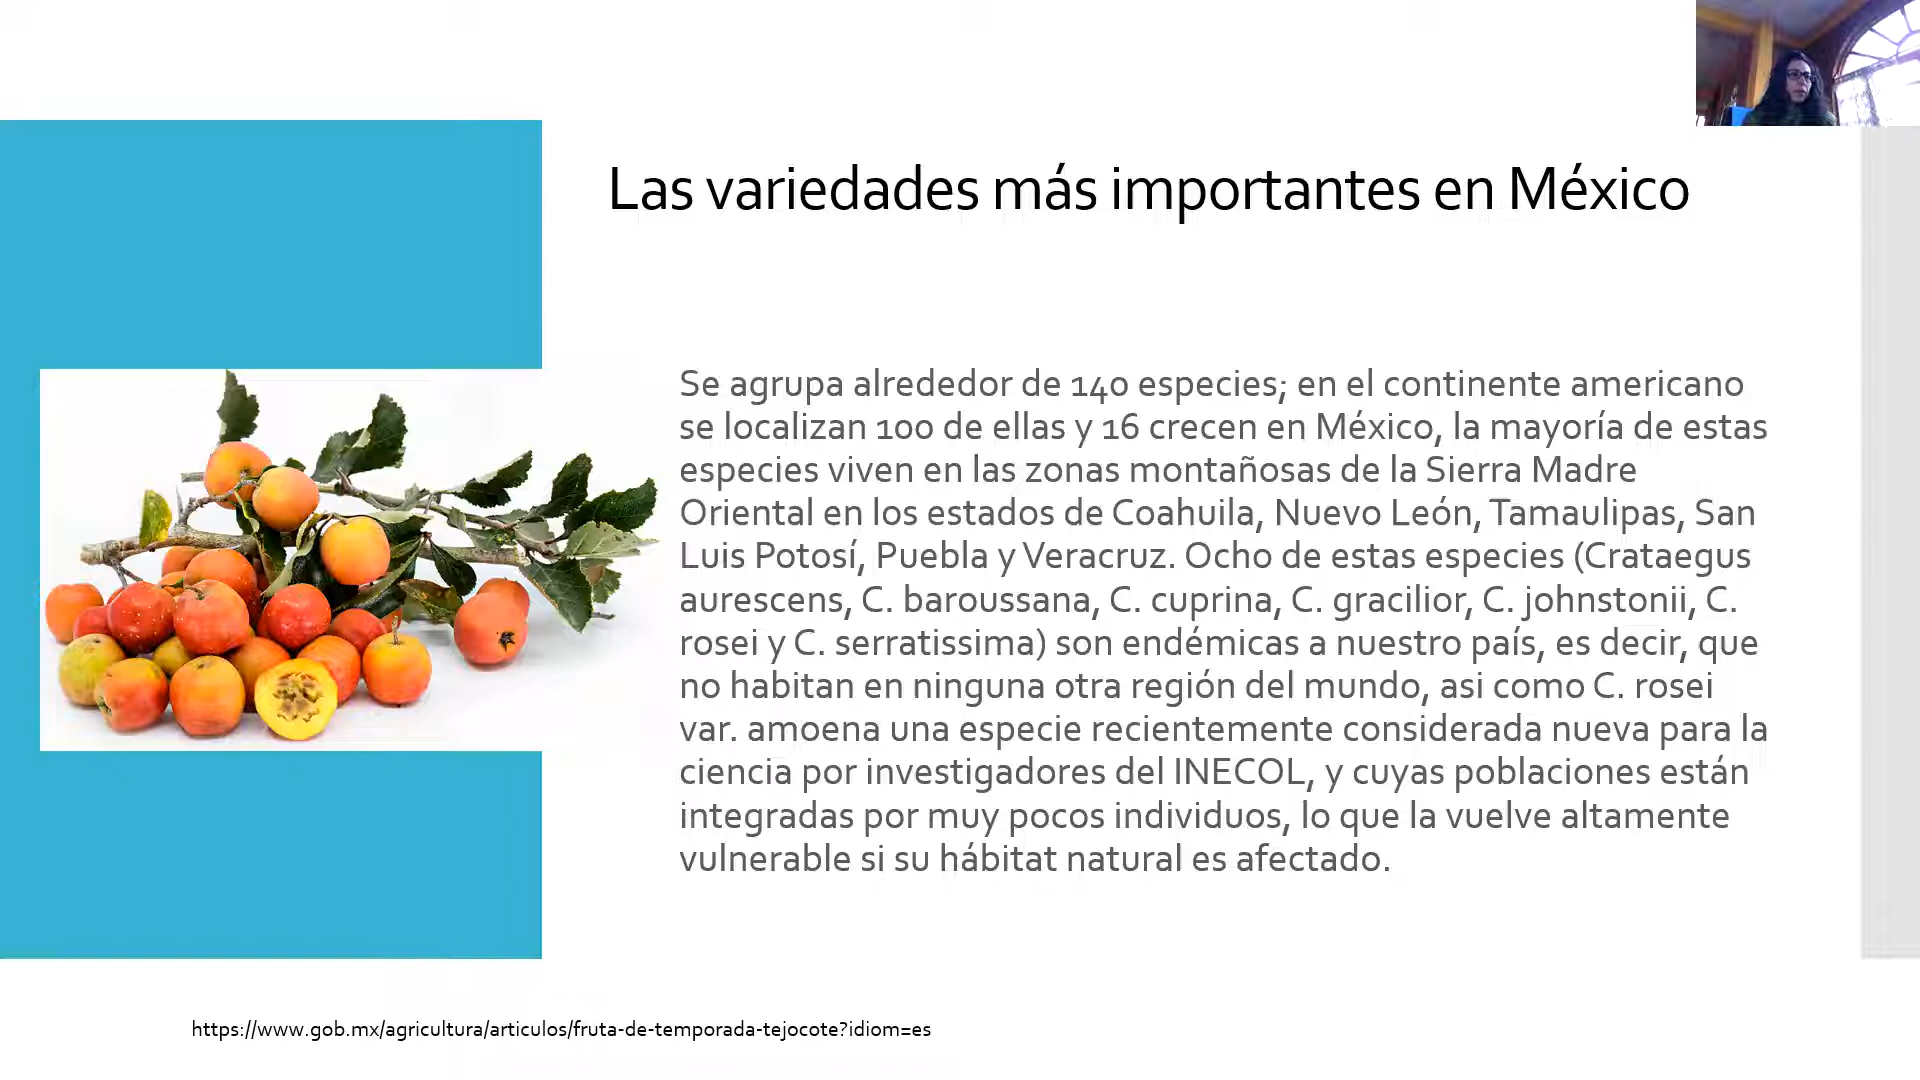 Las variedades más importantes en México
Se agrupa alrededor de 140 especies; en el continente americano
se localizan 100 de ellas y 16 crecen en México, la mayoría de estas
especies viven en las zonas montañosas de la Sierra Madre
Oriental en los estados de Coahuila, Nuevo León, Tamaulipas, San
Luis Potosí, Puebla y Veracruz. Ocho de estas especies (Crataegus
aurescens, C. baroussana, C. cuprina, C. gracilior, C. johnstonii, C.
rosei y C. serratissima) son endémicas a nuestro país, es decir, que
no habitan en ninguna otra región del mundo, asi como C. rosei
var. amoena una especie recientemente considerada nueva para la
ciencia por investigadores del INECOL, y cuyas poblaciones están
integradas por muy pocos individuos, lo que la vuelve altamente
vulnerable si su hábitat natural es afectado.
https://www.gob.mx/agricultura/articulos/fruta-de-temporada-tejocote?idiom=es